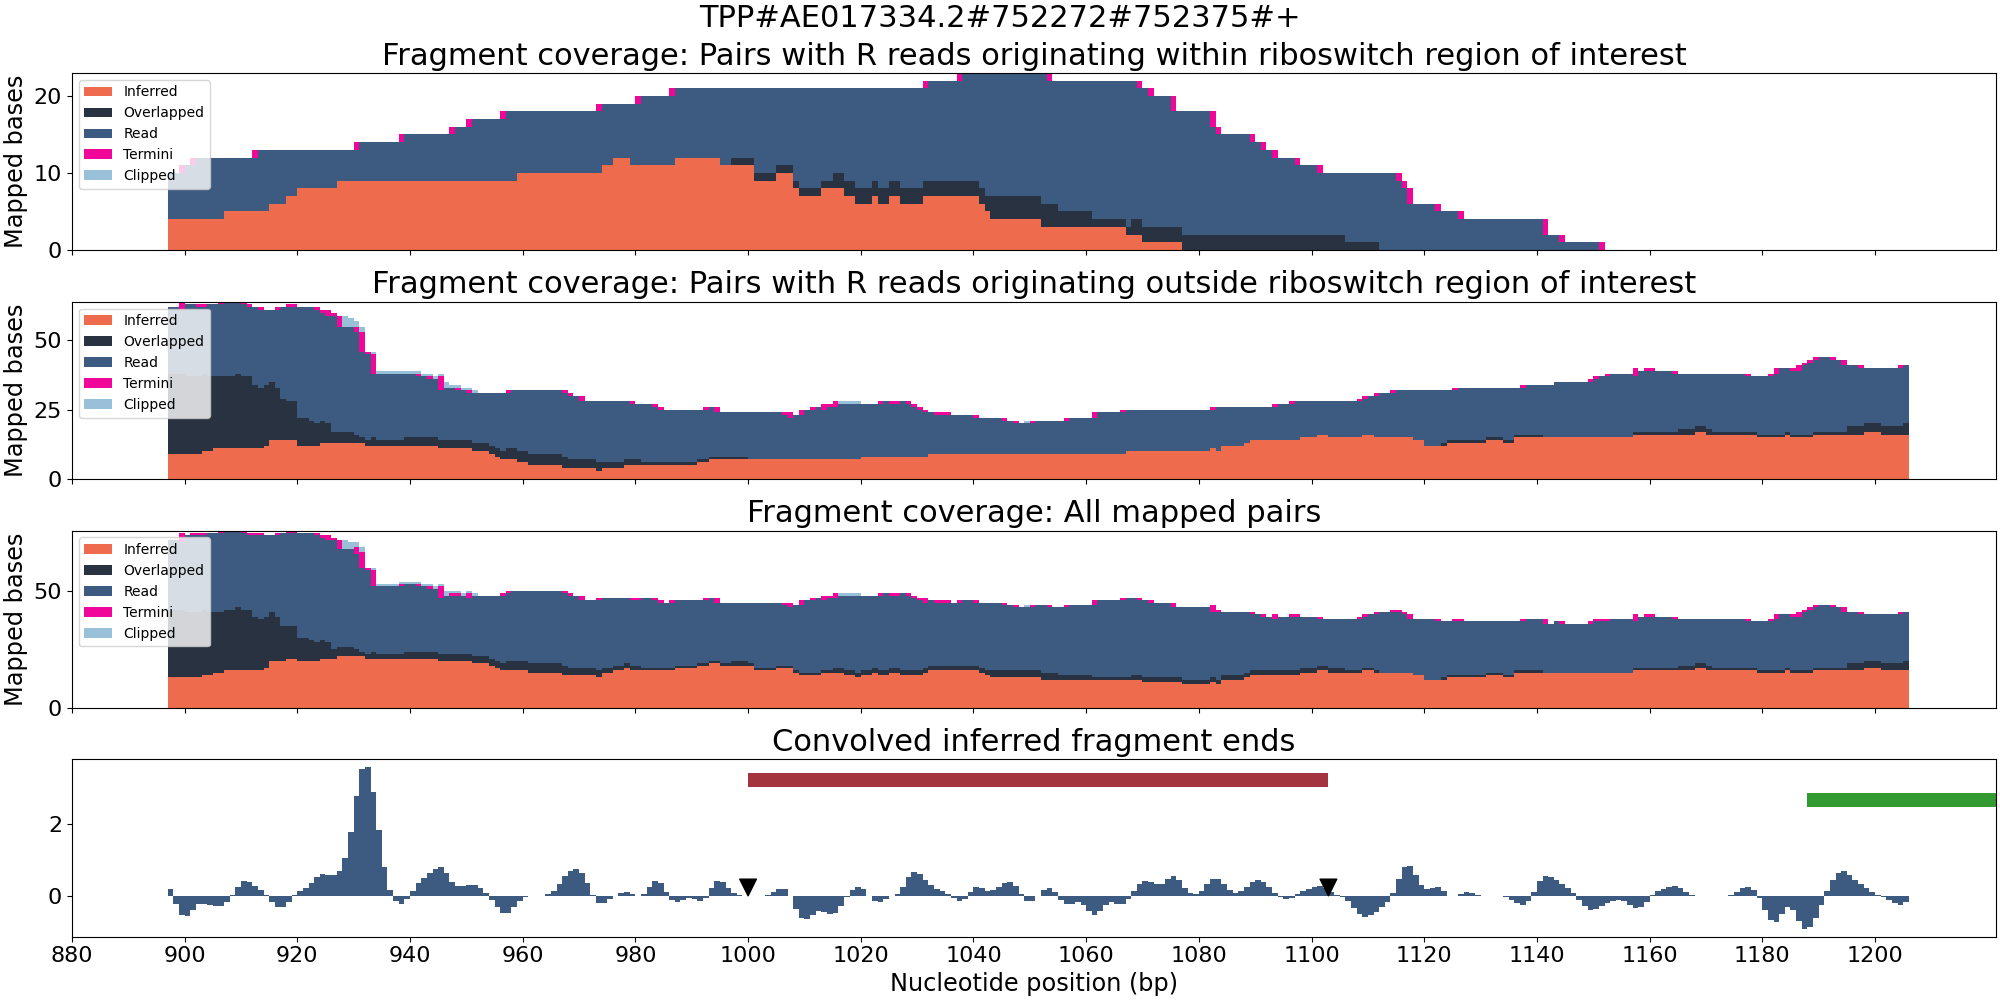 TPP#AE017334.2#752272#752375#+
Fragment coverage: Pairs with R reads originating within riboswitch region of interest
Mapped bases
20
10
0
Inferred
Overlapped
Read
Termini
Clipped
Fragment coverage: Pairs with R reads originating outside riboswitch region of interest
Mapped bases
50
25
0
Inferred
Overlapped
Read
Termini
Clipped
Fragment coverage: All mapped pairs
Mapped bases
50
0
Inferred
Overlapped
Read
Termini
Clipped
Convolved inferred fragment ends
2
0
880 900 920 940 960 980 1000 1020 1040 1060 1080 1100 1120 1140 1160 1180 1200
Nucleotide position (bp)